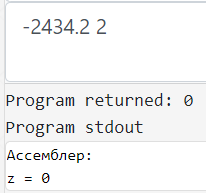 -2434.2 2
Program returned: 0
Program stdout
Ассемблер:
z = 0